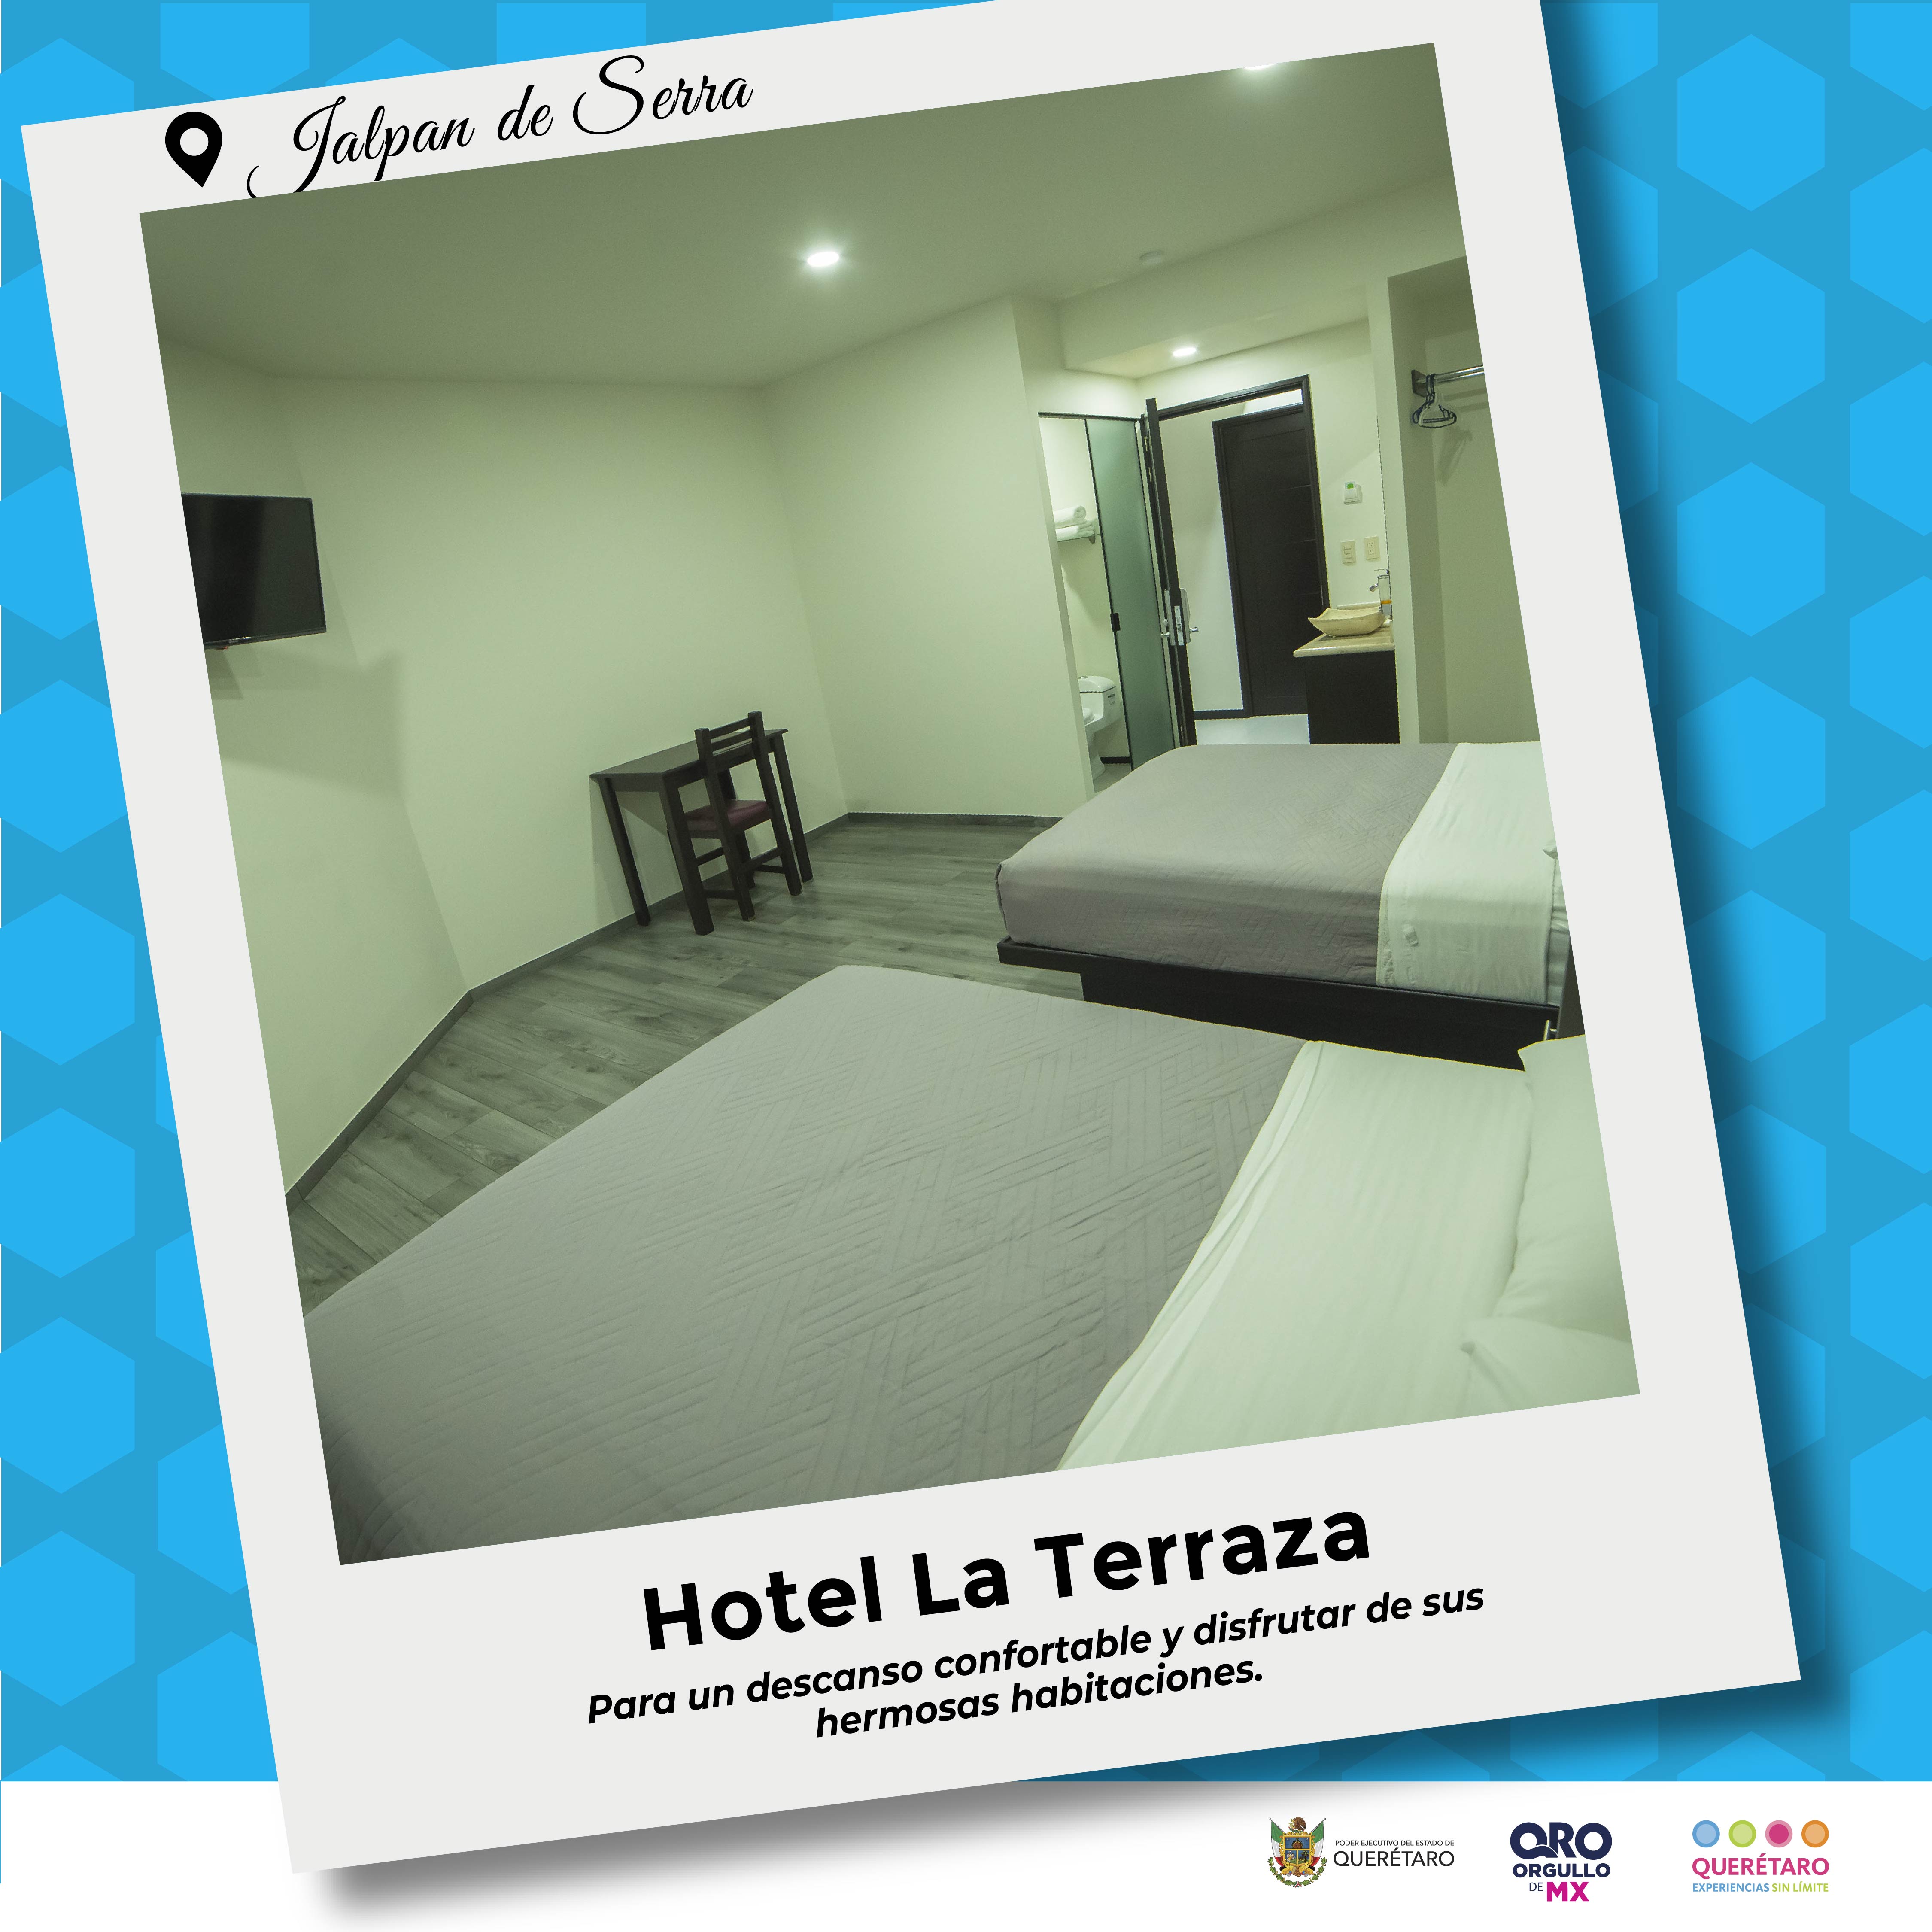 Jalpan de Serra
Hotel La Terraza
Para un descanso confortable y disfrutar de sus
hermosas habitaciones.
PODER EJECUTIVO DEL ESTADO DE
QUERÉTARO
QRO
ORGULLO
DE MX
QUERÉTARO
EXPERIENCIAS SIN LÍMITE